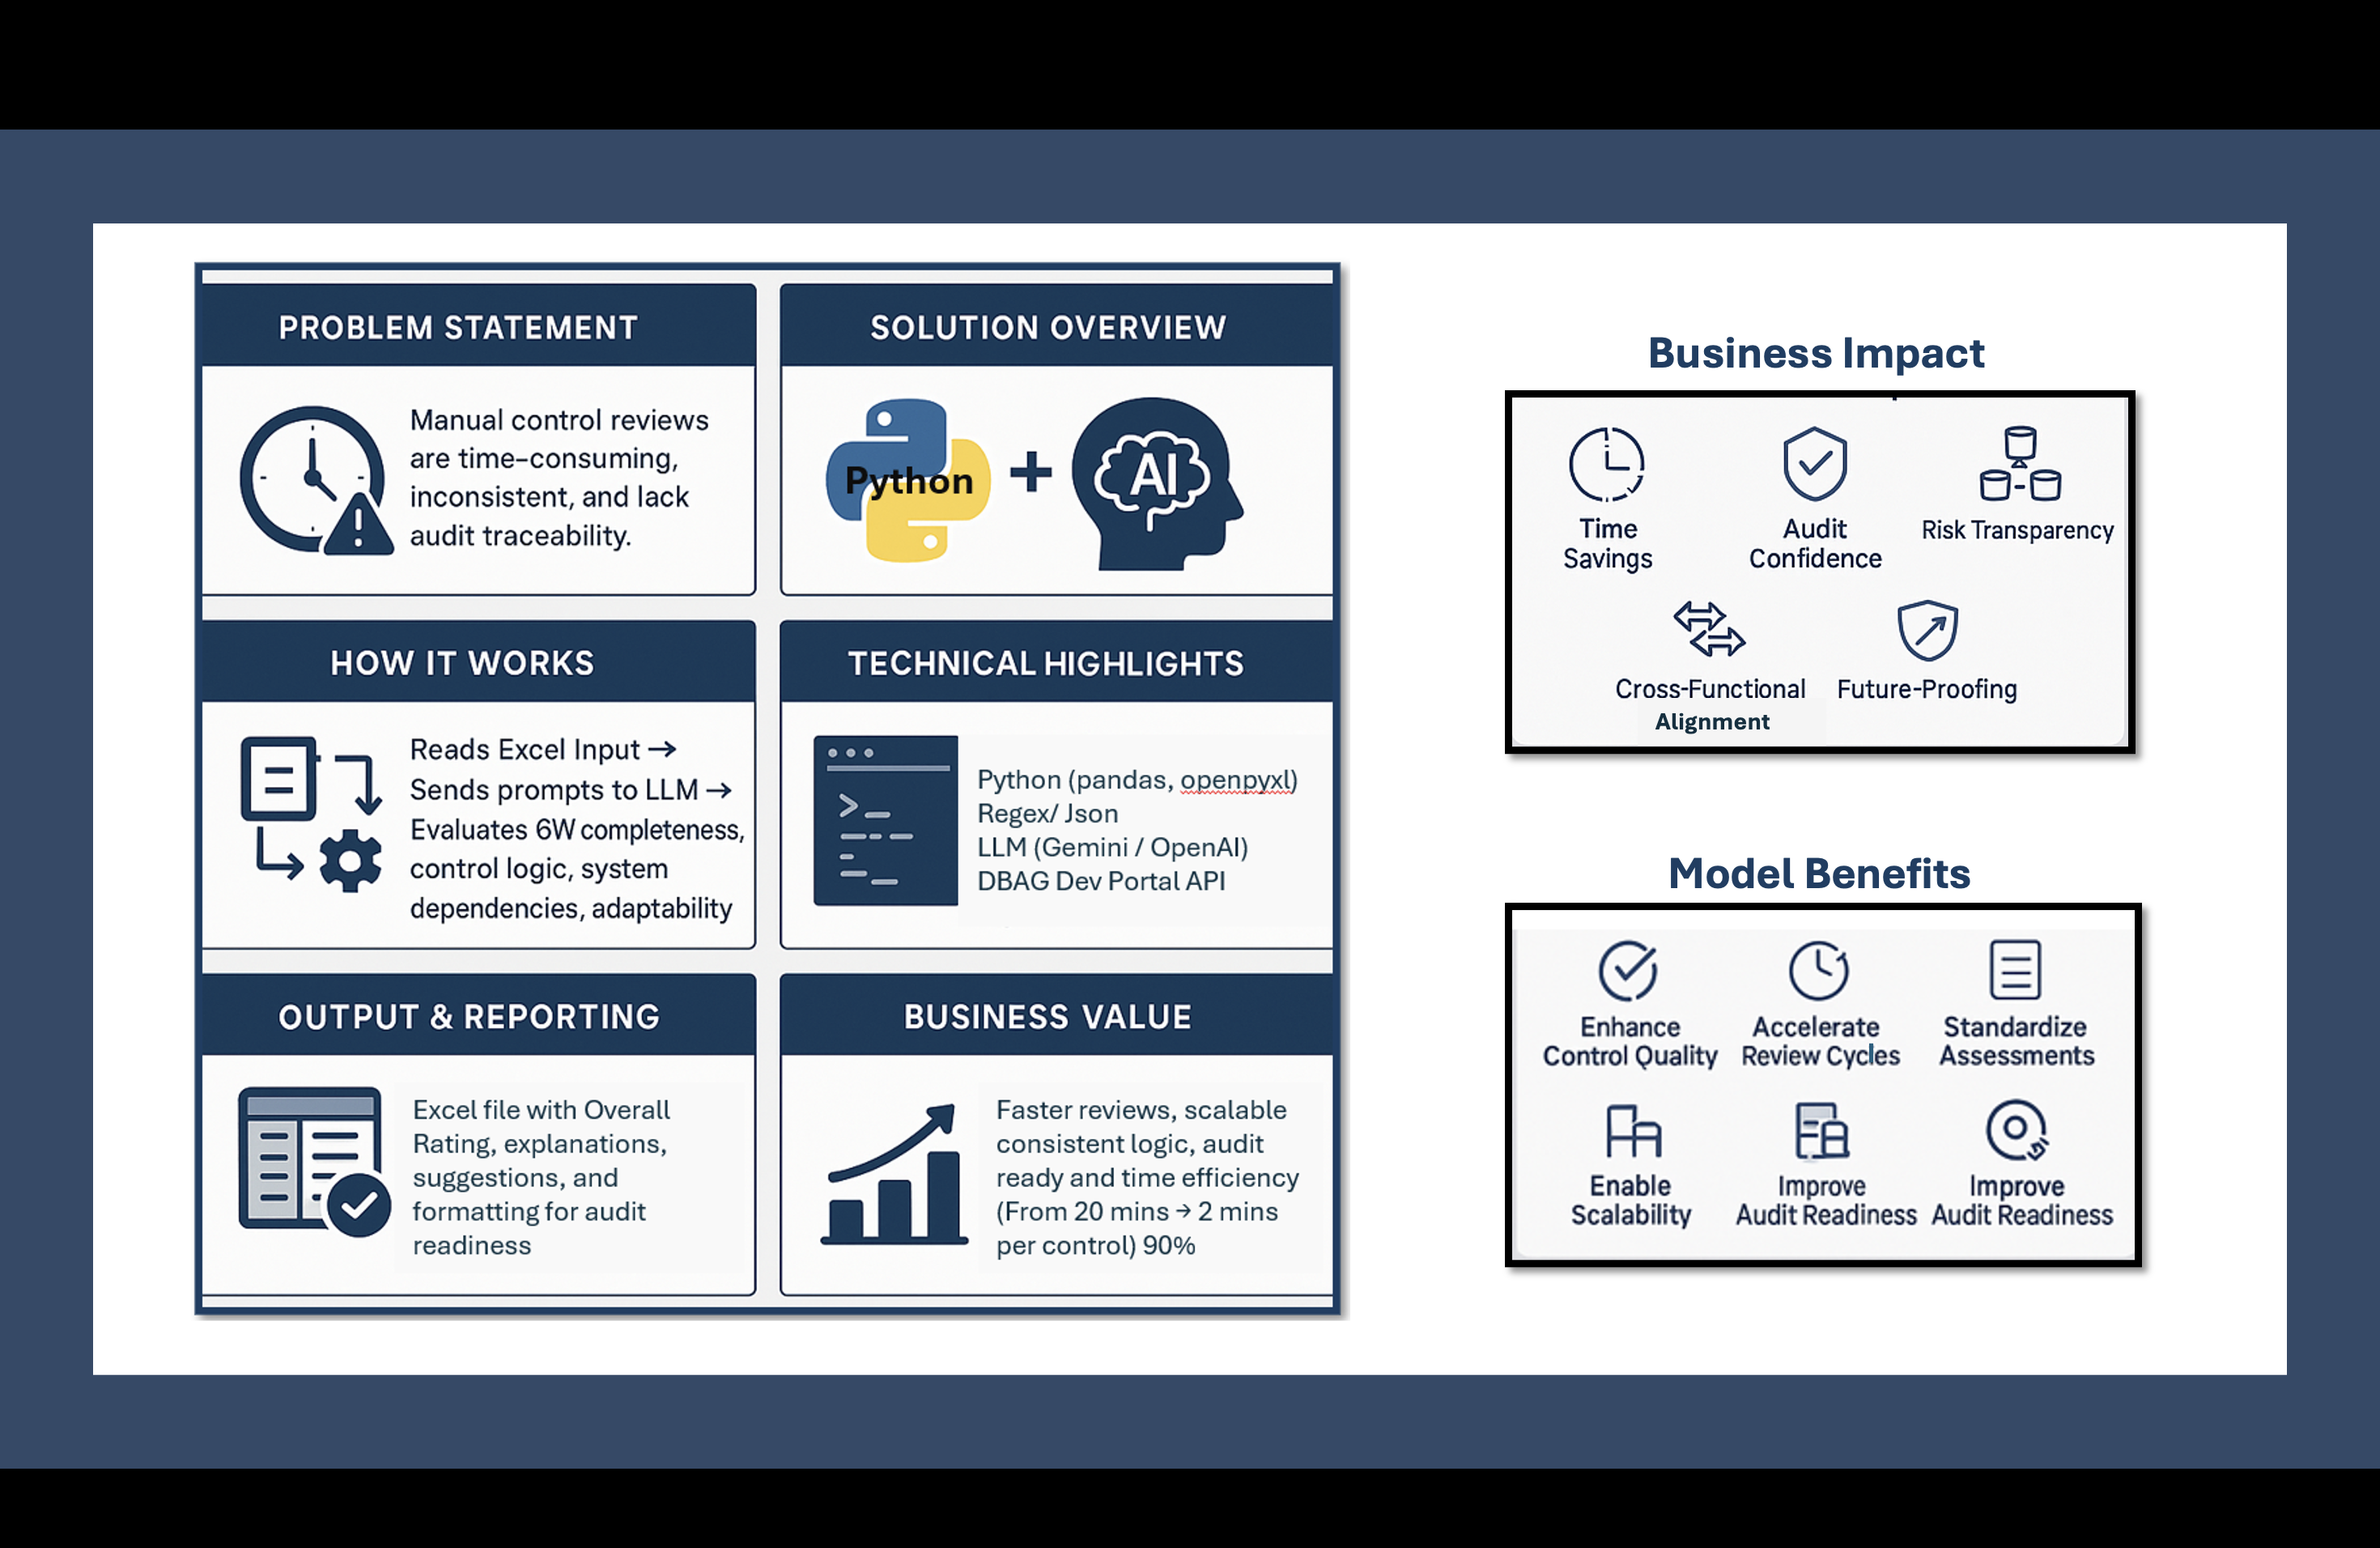 PROBLEM STATEMENT
Manual control reviews
are time-consuming,
inconsistent, and lack
audit traceability.
SOLUTION OVERVIEW
Python
+
AI
HOW IT WORKS
Reads Excel Input →
Sends prompts to LLM →
Evaluates 6W completeness,
control logic, system
dependencies, adaptability
TECHNICAL HIGHLIGHTS
Python (pandas, openpyxl)
Regex/ Json
LLM (Gemini / OpenAI)
DBAG Dev Portal API
OUTPUT & REPORTING
Excel file with Overall
Rating, explanations,
suggestions, and
formatting for audit
readiness
BUSINESS VALUE
Faster reviews, scalable
consistent logic, audit
ready and time efficiency
(From 20 mins → 2 mins
per control) 90%
Business Impact
Time
Savings
Audit
Confidence
Risk Transparency
Cross-Functional
Alignment
Future-Proofing
Model Benefits
Enhance
Control Quality
Accelerate
Review Cycles
Standardize
Assessments
Enable
Scalability
Improve
Audit Readiness
Improve
Audit Readiness